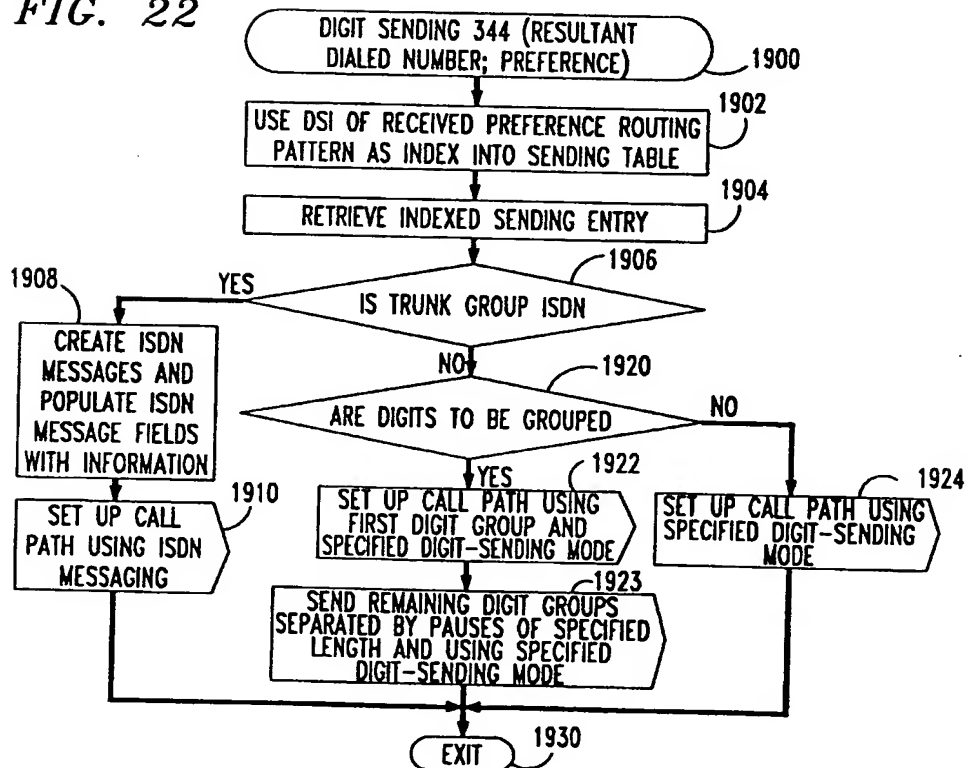 FIG. 22
DIGIT SENDING 344 (RESULTANT
DIALED NUMBER; PREFERENCE)
1900
1902
USE DSI OF RECEIVED PREFERENCE ROUTING
PATTERN AS INDEX INTO SENDING TABLE
1904
RETRIEVE INDEXED SENDING ENTRY
1906
IS TRUNK GROUP ISDN
YES
1908
CREATE ISDN
MESSAGES AND
POPULATE ISDN
MESSAGE FIELDS
WITH INFORMATION
1910
SET UP CALL
PATH USING ISDN
MESSAGING
NO
1920
ARE DIGITS TO BE GROUPED
NO
YES
1922
SET UP CALL PATH USING
FIRST DIGIT GROUP AND
SPECIFIED DIGIT-SENDING MODE
1924
SET UP CALL PATH USING
SPECIFIED DIGIT-SENDING
MODE
1923
SEND REMAINING DIGIT GROUPS
SEPARATED BY PAUSES OF SPECIFIED
LENGTH AND USING SPECIFIED
DIGIT-SENDING MODE
EXIT
1930